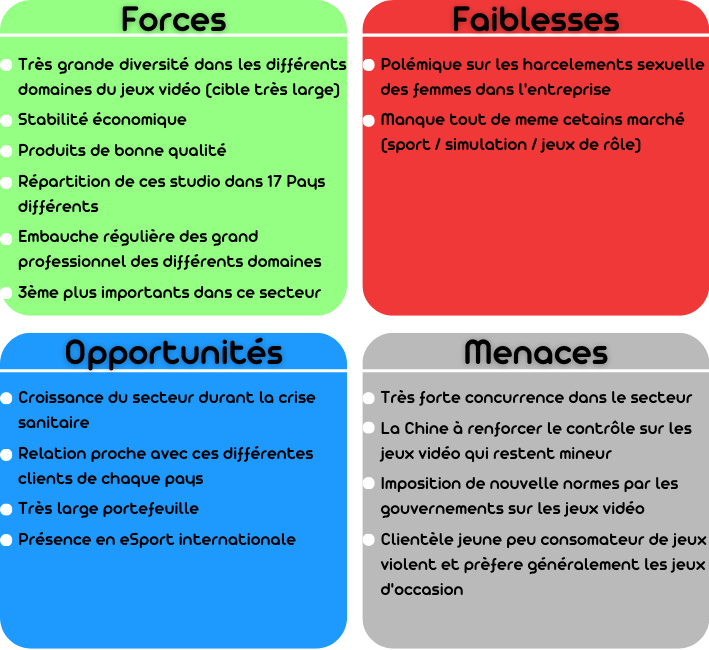 Forces
Très grande diversité dans les différents
domaines du jeux vidéo (cible très large)
Stabilité économique
Produits de bonne qualité
Répartition de ces studio dans 17 Pays
différents
Embauche régulière des grand
professionnel des différents domaines
3ème plus importants dans ce secteur
Faiblesses
Polémique sur les harcelements sexuelle
des femmes dans l'entreprise
Manque tout de meme cetains marché
(sport / simulation / jeux de rôle)
Opportunités
Croissance du secteur durant la crise
sanitaire
Relation proche avec ces différentes
clients de chaque pays
Très large portefeuille
Présence en eSport internationale
Menaces
Très forte concurrence dans le secteur
La Chine à renforcer le contrôle sur les
jeux vidéo qui restent mineur
Imposition de nouvelle normes par les
gouvernements sur les jeux vidéo
Clientèle jeune peu consomateur de jeux
violent et prèfere généralement les jeux
d'occasion